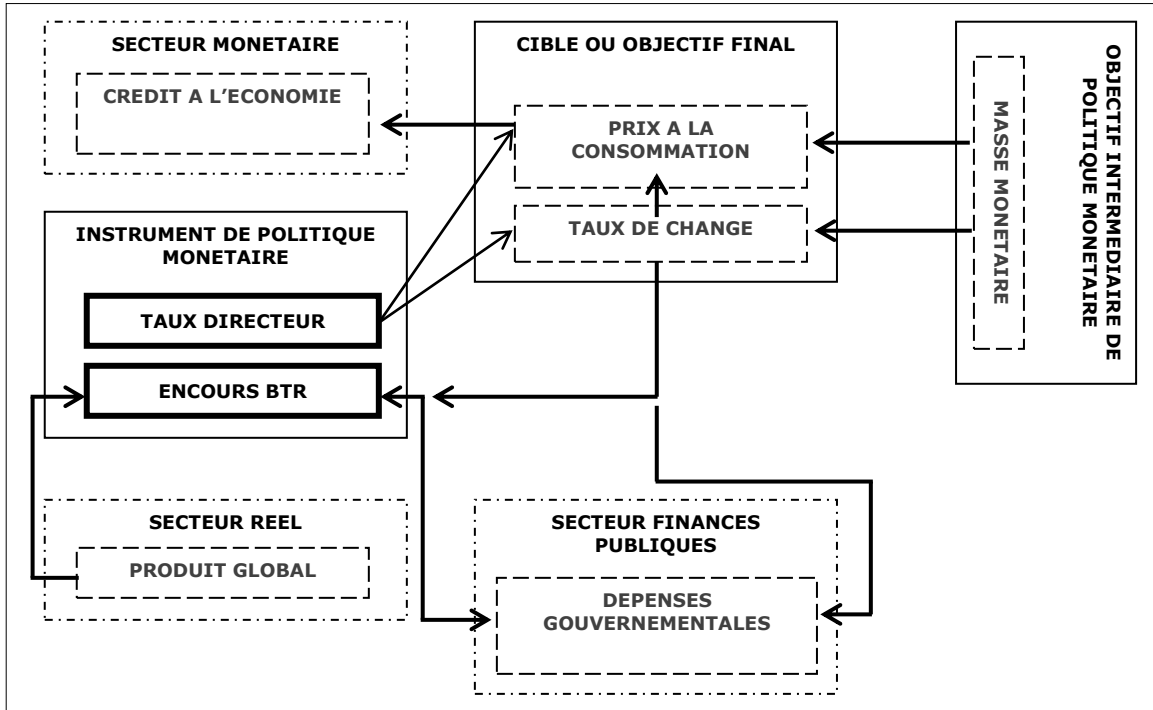 SECTEUR MONETAIRE
CREDIT A L'ECONOMIE
CIBLE OU OBJECTIF FINAL
PRIX A LA
CONSOMMATION
TAUX DE CHANGE
OBJECTIF INTERMEDIAIRE DE
POLITIQUE MONETAIRE
MASSE MONETAIRE
INSTRUMENT DE POLITIQUE
MONETAIRE
TAUX DIRECTEUR
ENCOURS BTR
SECTEUR REEL
PRODUIT GLOBAL
SECTEUR FINANCES
PUBLIQUES
DEPENSES
GOUVERNEMENTALES